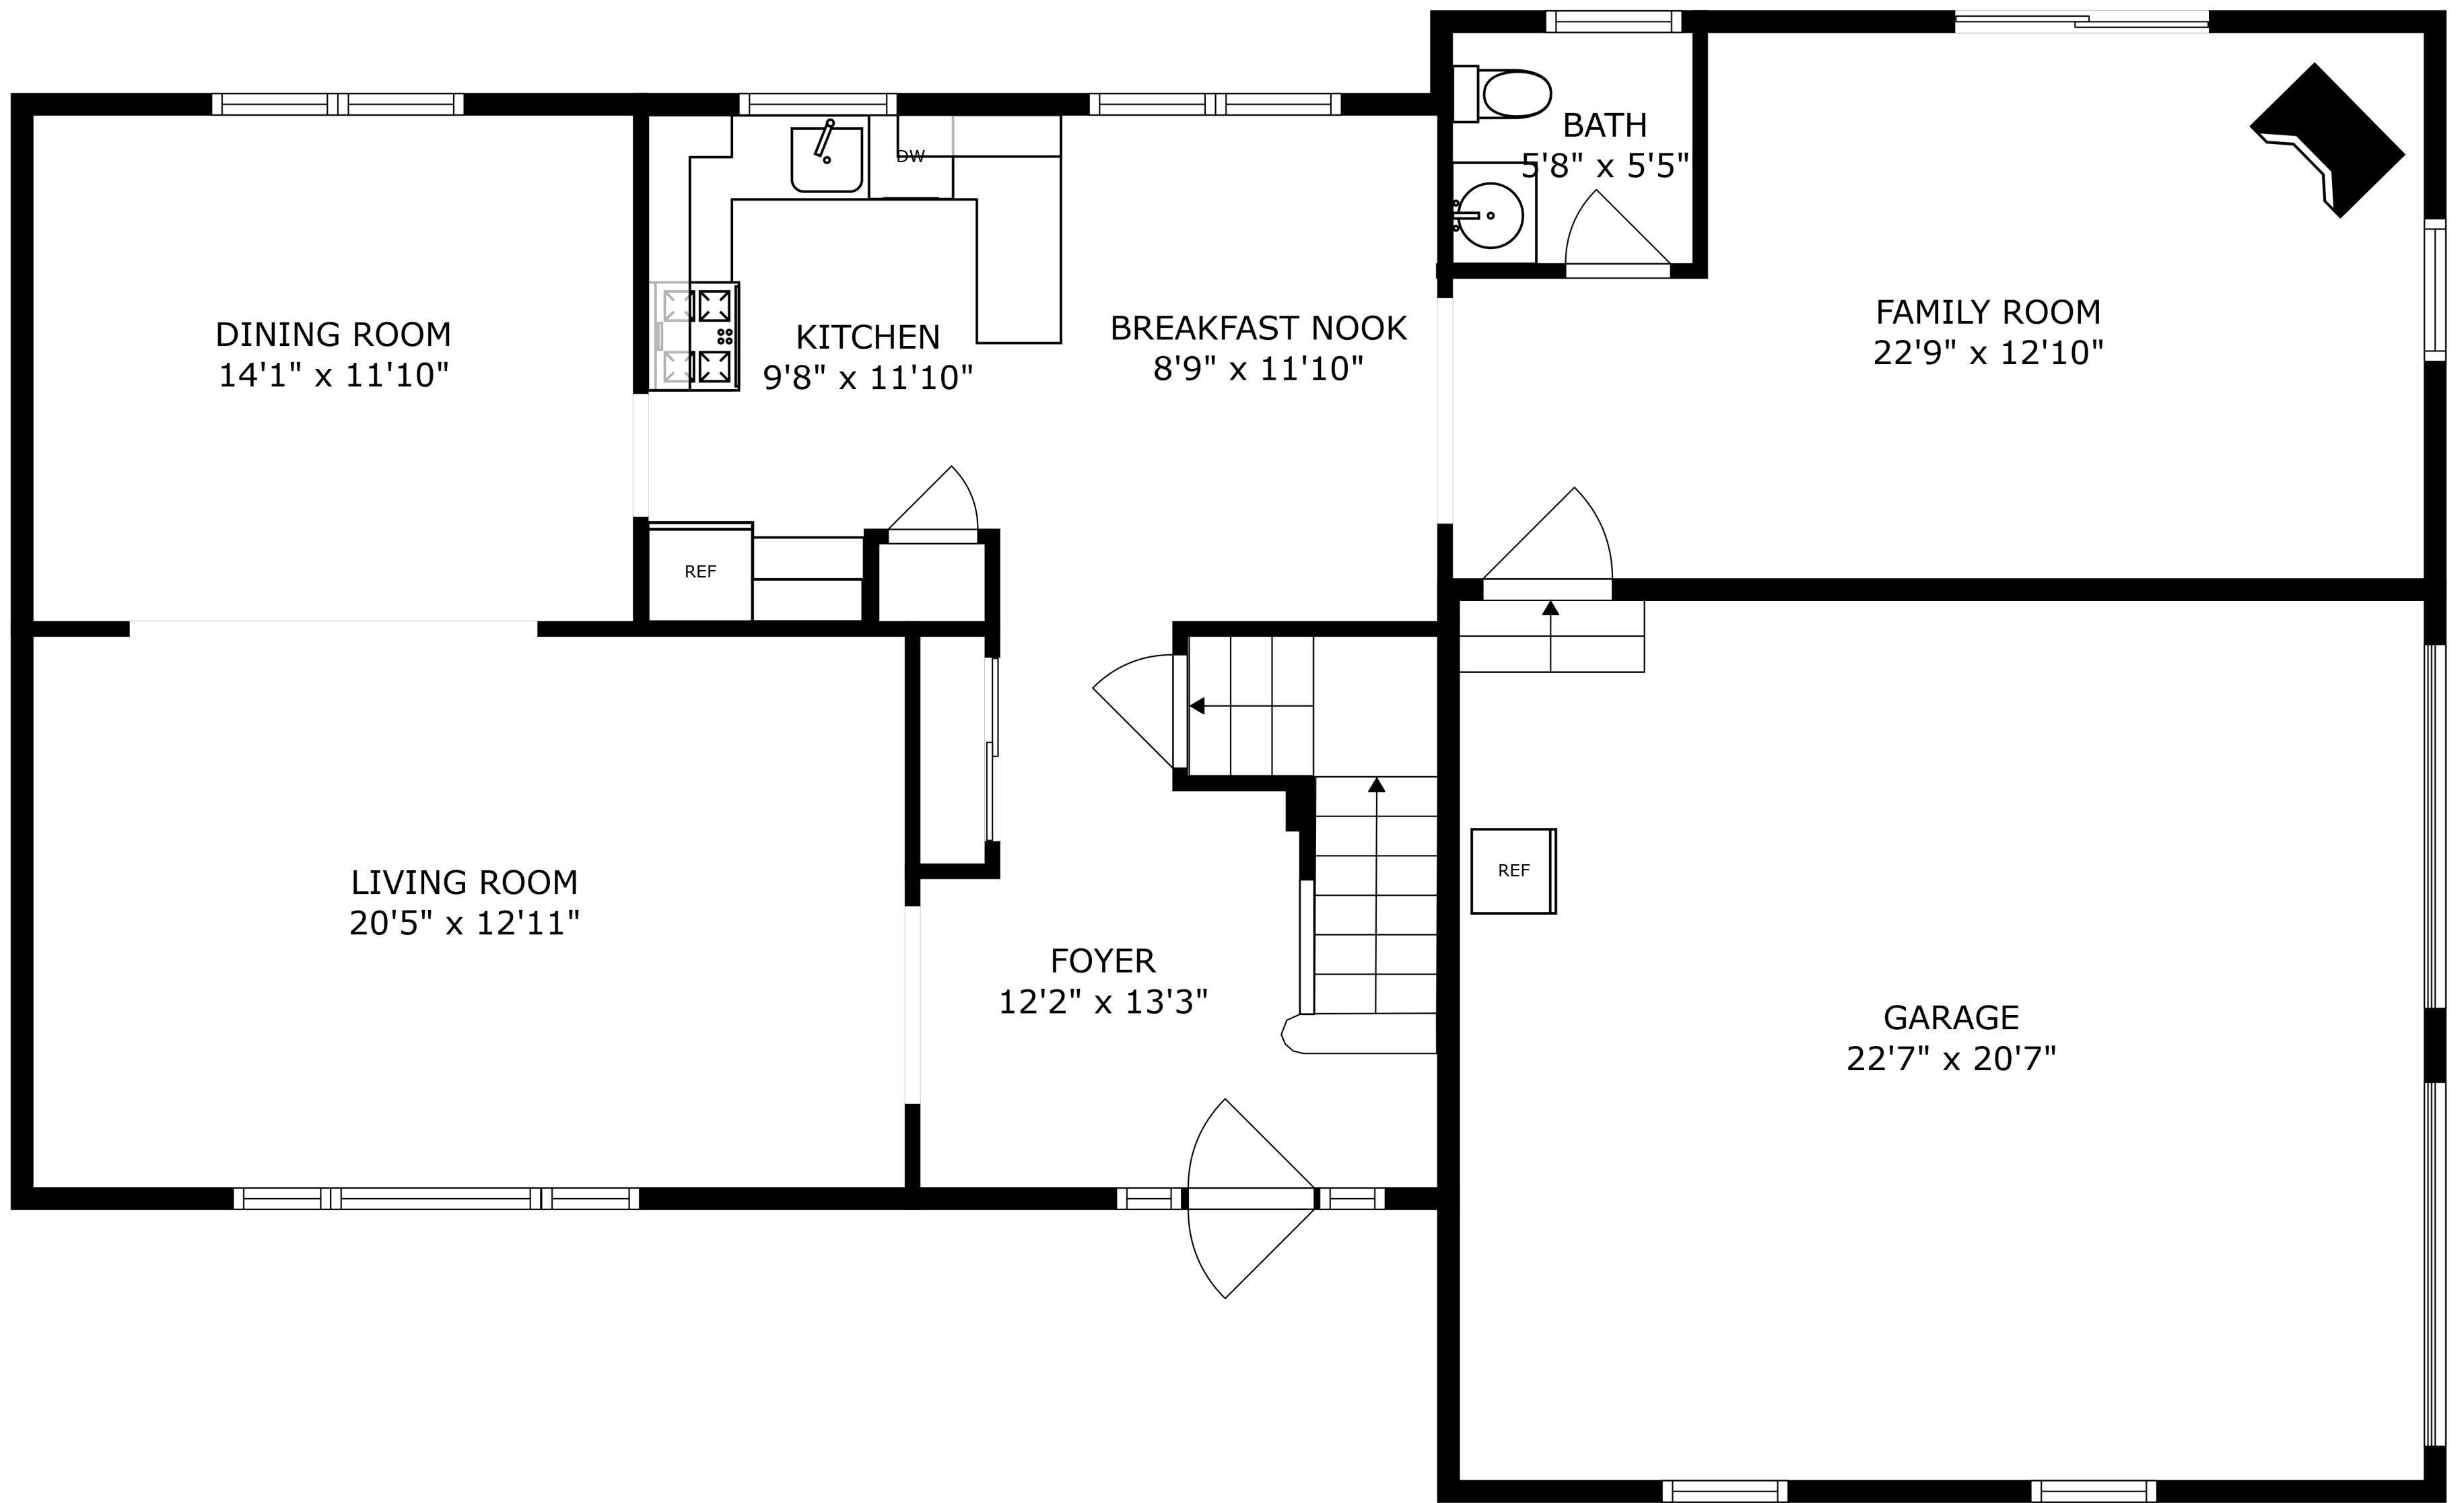 BATH
5'8" x 5'5"
DW
DINING ROOM
14'1" x 11'10"
KITCHEN
9'8" x 11'10"
BREAKFAST NOOK
8'9" x 11'10"
FAMILY ROOM
22'9" x 12'10"
REF
LIVING ROOM
20'5" x 12'11"
REF
FOYER
12'2" x 13'3"
GARAGE
22'7" x 20'7"